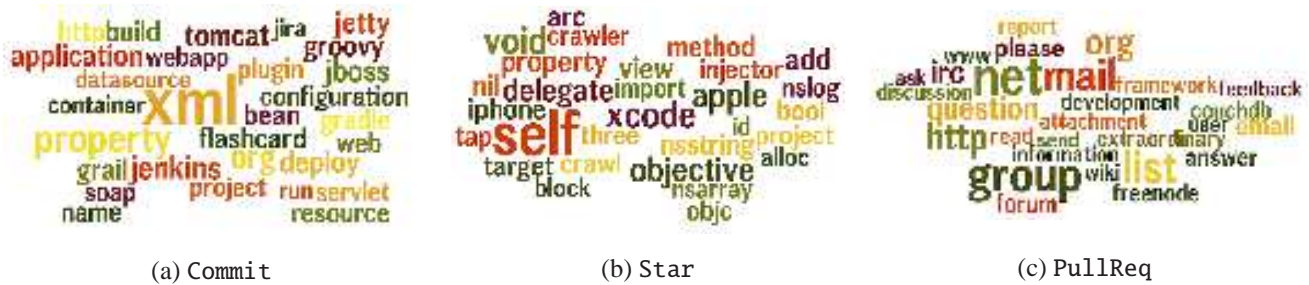 http build tomcat jira jetty
application webapp groovy
datasource plugin jboss
container xml bean configuration
property flashcard gradle
grail jenkins org deploy web
soap project run servlet
name resource
(a) Commit
arc
void crawler method
property view injector add
nil delegate import apple nslog
iphone xcode bool
tap self three id project
nsstring
target crawl objective alloc
block nsarray
objc
(b) Star
report
www please org
ask irc net mail framework feedback
discussion development couchdb
question attachment user email
http read send extraordinary
information list answer
group wiki freenode
forum
(c) PullReq